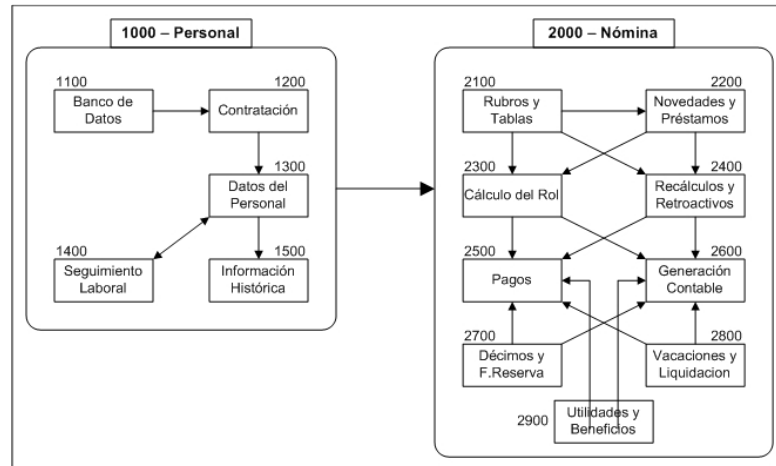 1000 – Personal
1100
Banco de
Datos
1200
Contratación
1300
Datos del
Personal
1400
Seguimiento
Laboral
1500
Información
Histórica
2000 – Nómina
2100
Rubros y
Tablas
2200
Novedades y
Préstamos
2300
Cálculo del Rol
2400
Recálculos y
Retroactivos
2500
Pagos
2600
Generación
Contable
2700
Décimos y
F.Reserva
2800
Vacaciones y
Liquidacion
2900
Utilidades y
Beneficios